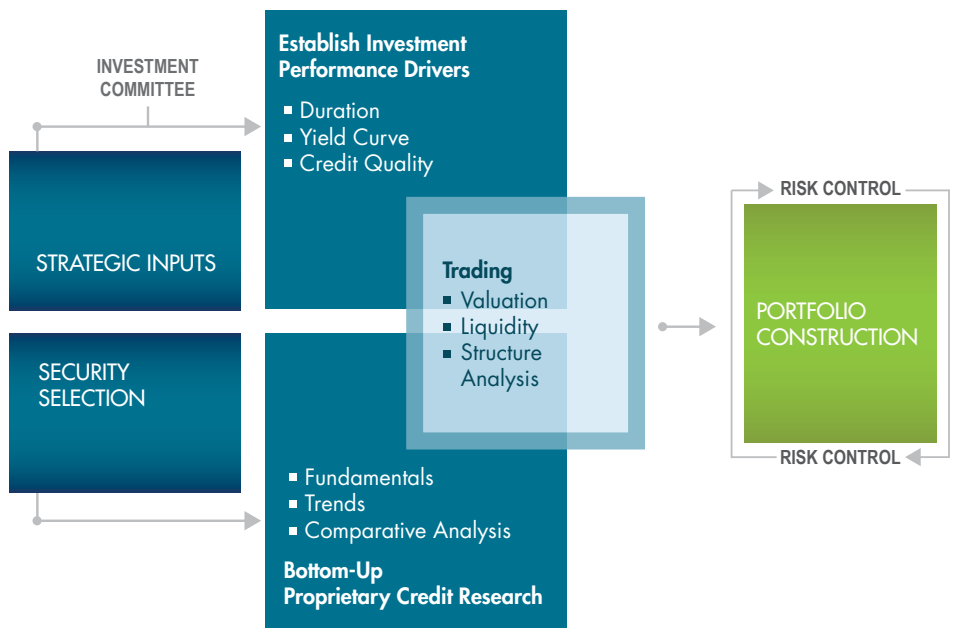 INVESTMENT
COMMITTEE
Establish Investment
Performance Drivers
▪ Duration
▪ Yield Curve
▪ Credit Quality
STRATEGIC INPUTS
Trading
▪ Valuation
▪ Liquidity
▪ Structure
Analysis
SECURITY
SELECTION
▪ Fundamentals
▪ Trends
▪ Comparative Analysis
Bottom-Up
Proprietary Credit Research
RISK CONTROL
PORTFOLIO
CONSTRUCTION
RISK CONTROL